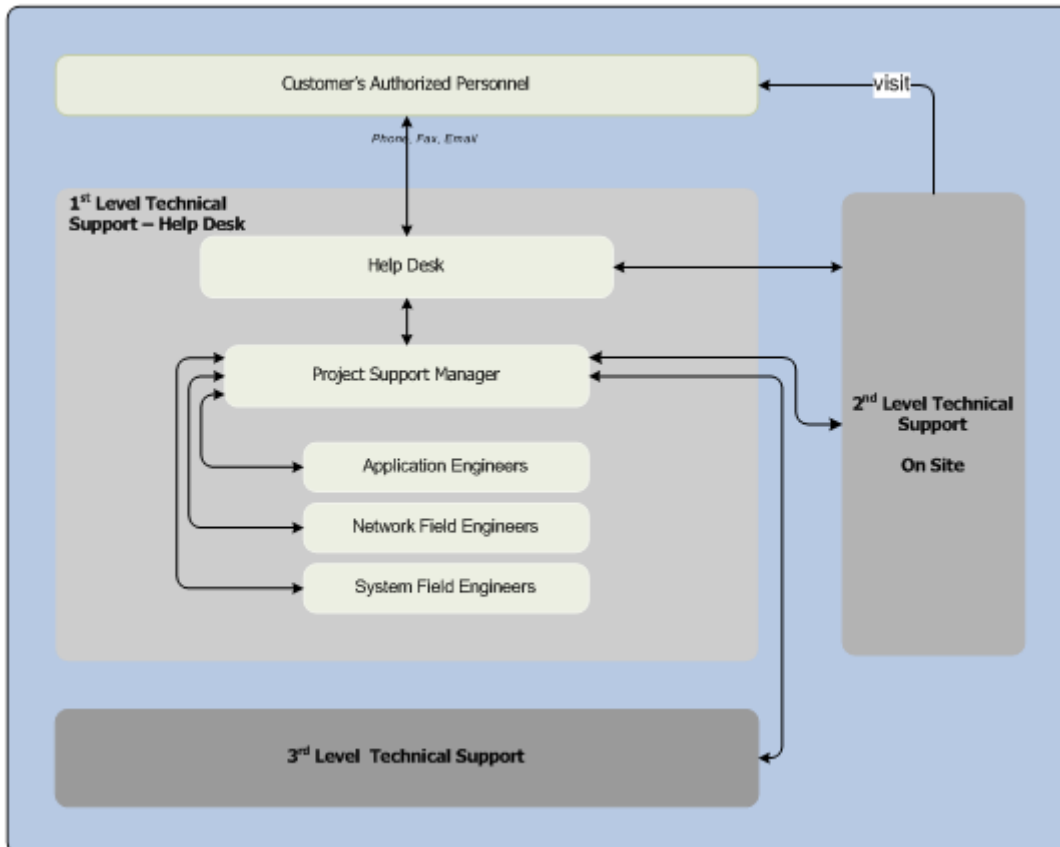 Customer's Authorized Personnel
visit
Phone, Fax, Email
1st Level Technical
Support – Help Desk
Help Desk
Project Support Manager
2nd Level Technical
Support
On Site
Application Engineers
Network Field Engineers
System Field Engineers
3rd Level Technical Support